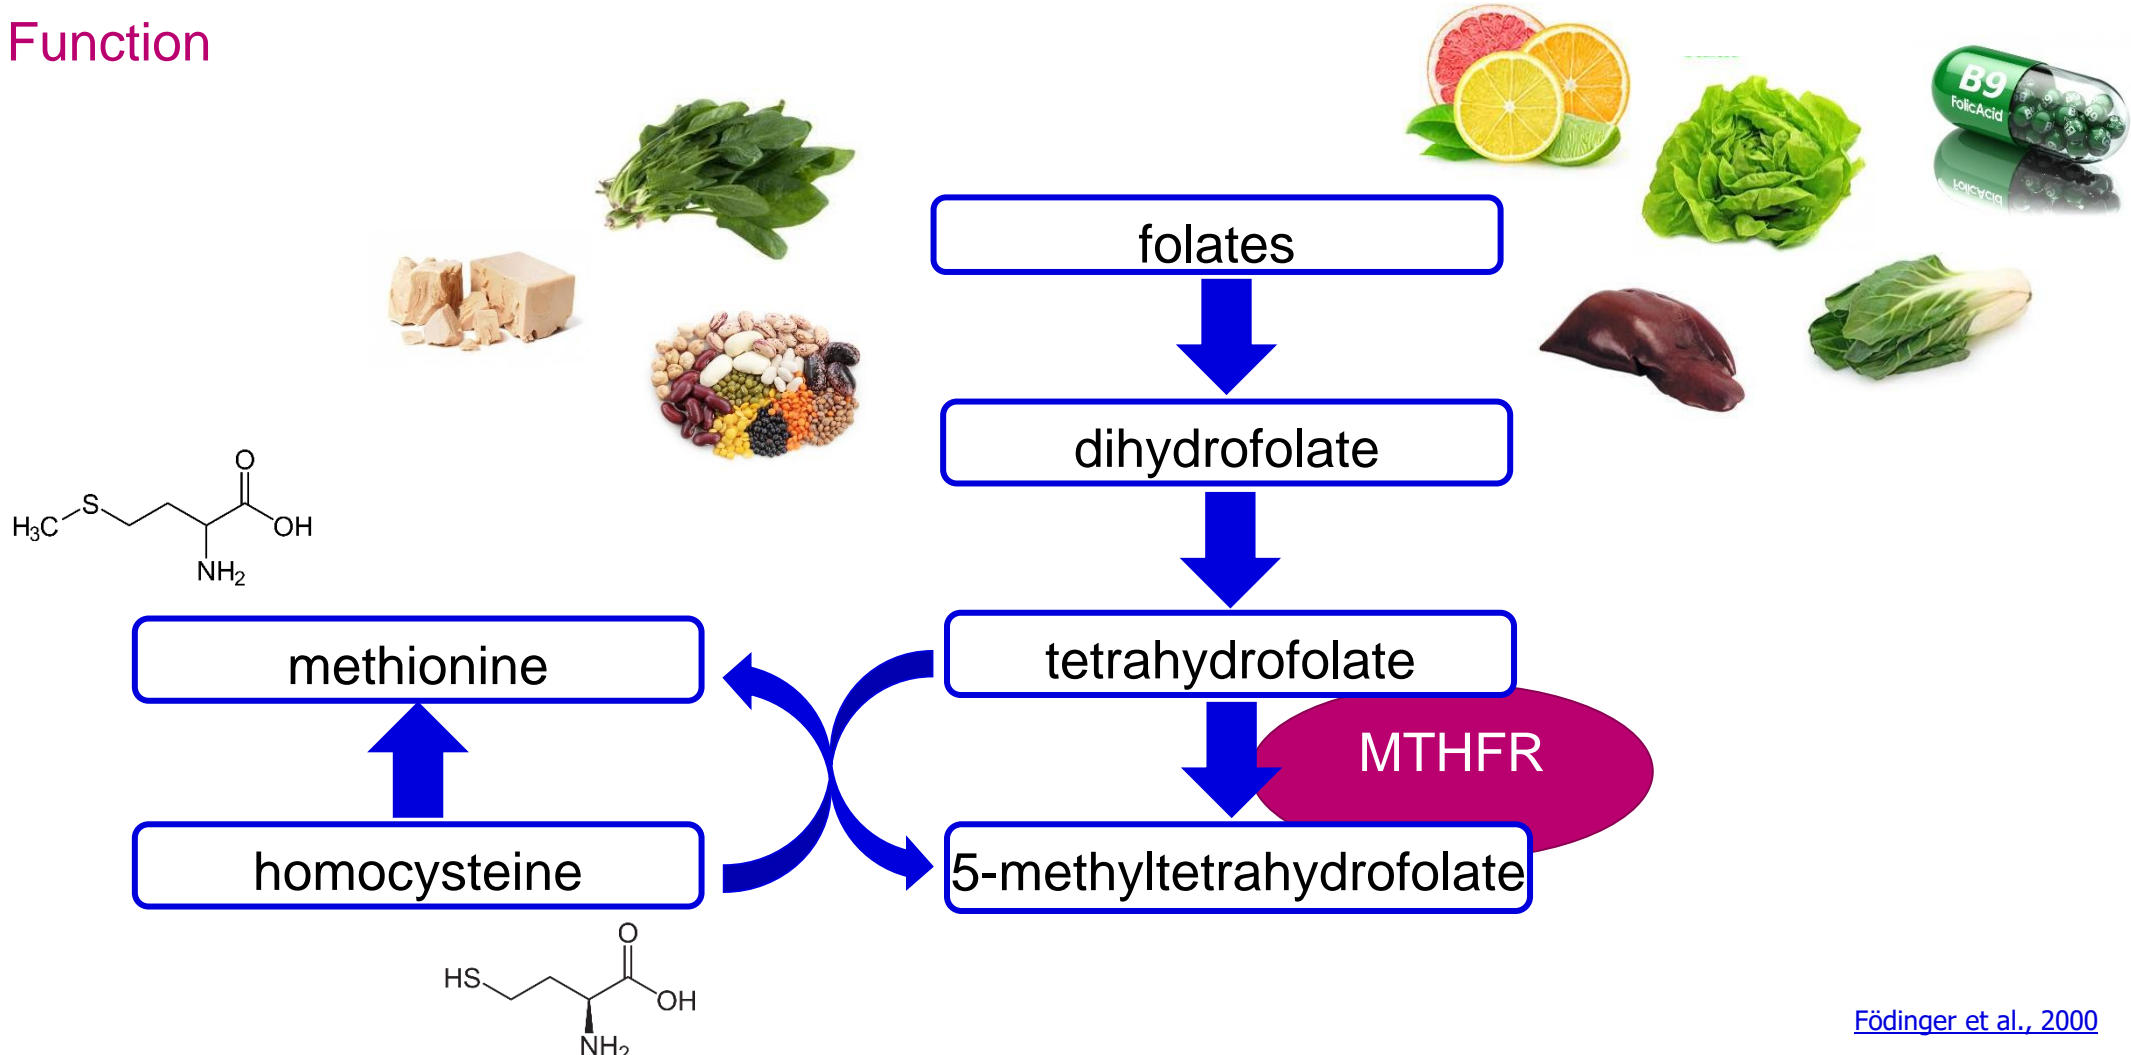 Function
B9
FolicAcid
folates
dihydrofolate
O
S
H₃C
OH
NH₂
methionine
tetrahydrofolate
MTHFR
homocysteine
5-methyltetrahydrofolate
O
HS
OH
NH₂
Födinger et al., 2000